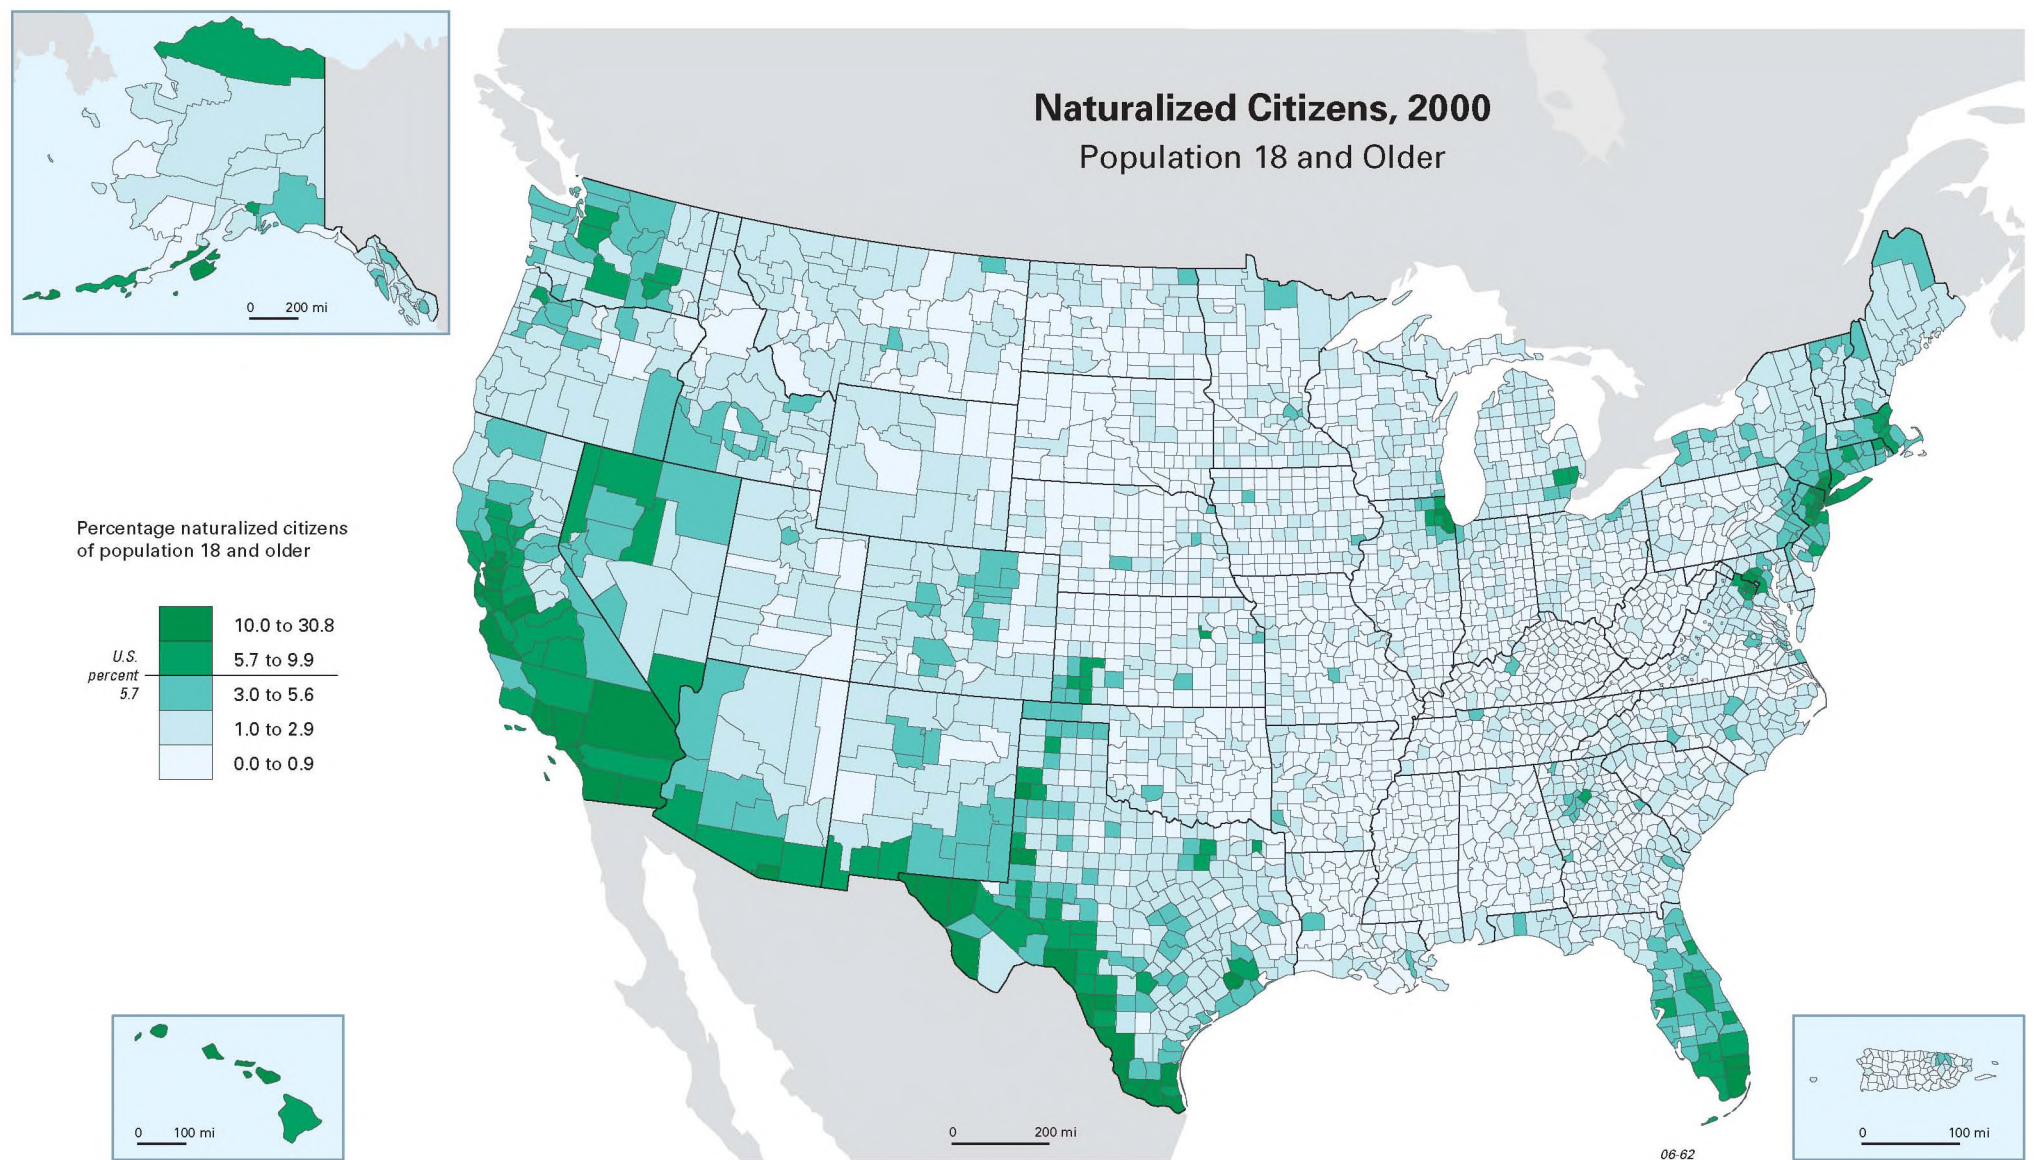 Naturalized Citizens, 2000
Population 18 and Older
0 200 mi
Percentage naturalized citizens
of population 18 and older
10.0 to 30.8
5.7 to 9.9
U.S.
percent
5.7
3.0 to 5.6
1.0 to 2.9
0.0 to 0.9
0 100 mi
0 200 mi
0 100 mi
06-62